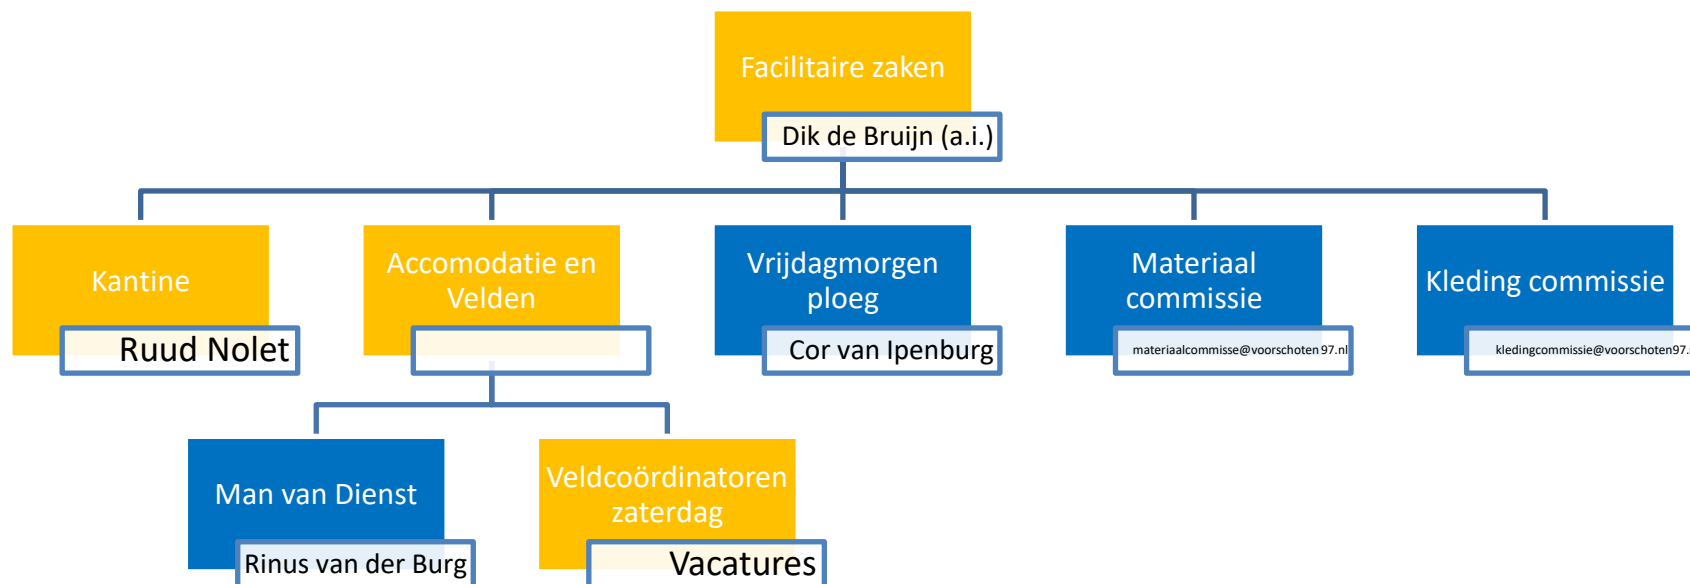 Facilitaire zaken
Dik de Bruijn (a.i.)
Kantine
Ruud Nolet
Accomodatie en
Velden
Vrijdagmorgen
ploeg
Cor van Ipenburg
Materiaal
commissie
materiaalcommisse@voorschoten97.nl
Kleding commissie
kledingcommissie@voorschoten97.
Man van Dienst
Rinus van der Burg
Veldcoördinatoren
zaterdag
Vacatures